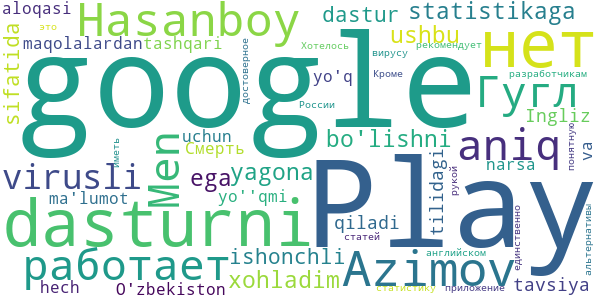 aloqasi Hasanboy dastur statistikaga
это
maqolalardan tashqari достоверное Хотелось yo'q вирусу ushbu рекомендует нет
sifatida
google
Кроме разработчикам
России Гугл Ingliz
иметь Men uchun Смерть bo'lishni aniq понятную va
virusli ega yagona рукой tilidagi narsa
ma'lumot yo''qmi Play
dasturni qiladi
статей единственно альтернативы
работает ishonchli Azimov английском
xohladim
hech O'zbekiston статистику приложение tavsiya